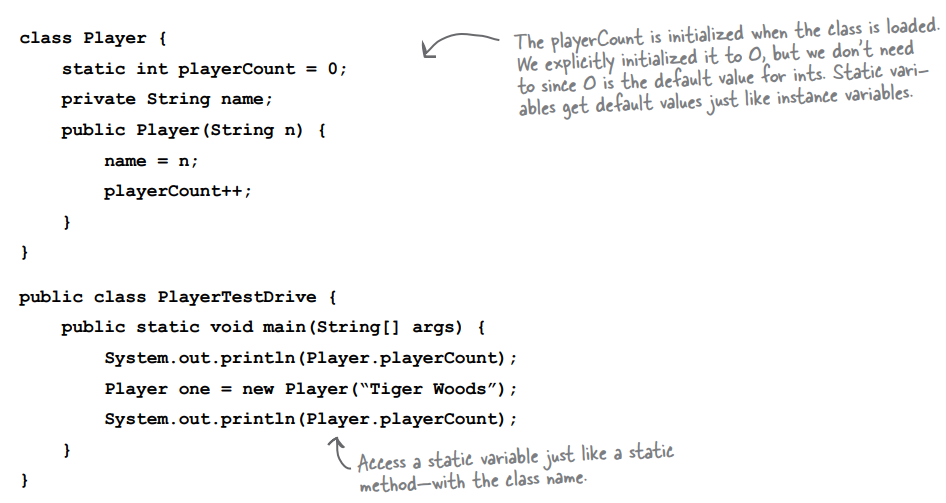 class Player {
static int playerCount = 0;
private String name;
public Player(String n) {
name = n;
playerCount++;
}
}
The playerCount is initialized when the class is loaded.
We explicitly initialized it to 0, but we don't need
to since 0 is the default value for ints. Static vari–
ables get default values just like instance variables.
public class PlayerTestDrive {
public static void main(String[] args) {
System.out.println(Player.playerCount);
Player one = new Player(“Tiger Woods”);
System.out.println(Player.playerCount);
}
}
Access a static variable just like a static
method—with the class name.